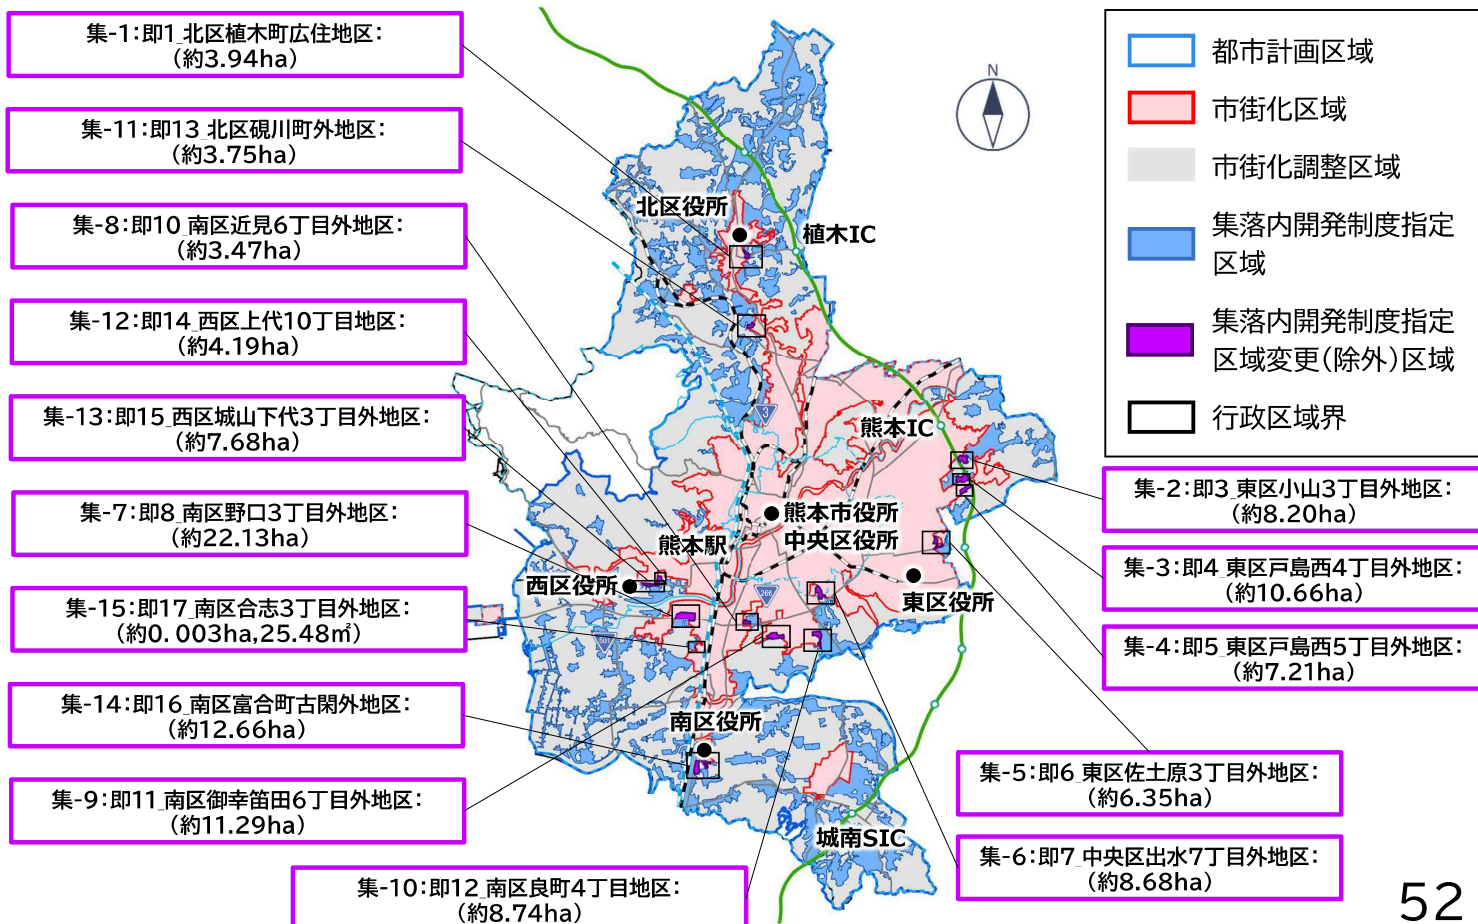 集-1：即1_北区植木町広住地区：
（約3.94ha）
集-11：即13_北区硯川町外地区：
（約3.75ha）
集-8：即10_南区近見6丁目外地区：
（約3.47ha）
集-12：即14_西区上代10丁目地区：
（約4.19ha）
集-13：即15_西区城山下代3丁目外地区：
（約7.68ha）
集-7：即8_南区野口3丁目外地区：
（約22.13ha）
集-15：即17_南区合志3丁目外地区：
（約0.003ha,25.48㎡）
集-14：即16_南区富合町古閑外地区：
（約12.66ha）
集-9：即11_南区御幸笛田6丁目外地区：
（約11.29ha）
集-10：即12_南区良町4丁目地区：
（約8.74ha）
N
北区役所
植木IC
3
熊本IC
熊本市役所
中央区役所
熊本駅
西区役所
266
501
東区役所
南区役所
城南SIC
都市計画区域
市街化区域
市街化調整区域
集落内開発制度指定
区域
集落内開発制度指定
区域変更（除外）区域
行政区域界
集-2：即3_東区小山3丁目外地区：
（約8.20ha）
集-3：即4_東区戸島西4丁目外地区：
（約10.66ha）
集-4：即5_東区戸島西5丁目外地区：
（約7.21ha）
集-5：即6_東区佐土原3丁目外地区：
（約6.35ha）
集-6：即7_中央区出水7丁目外地区：
（約8.68ha）
52